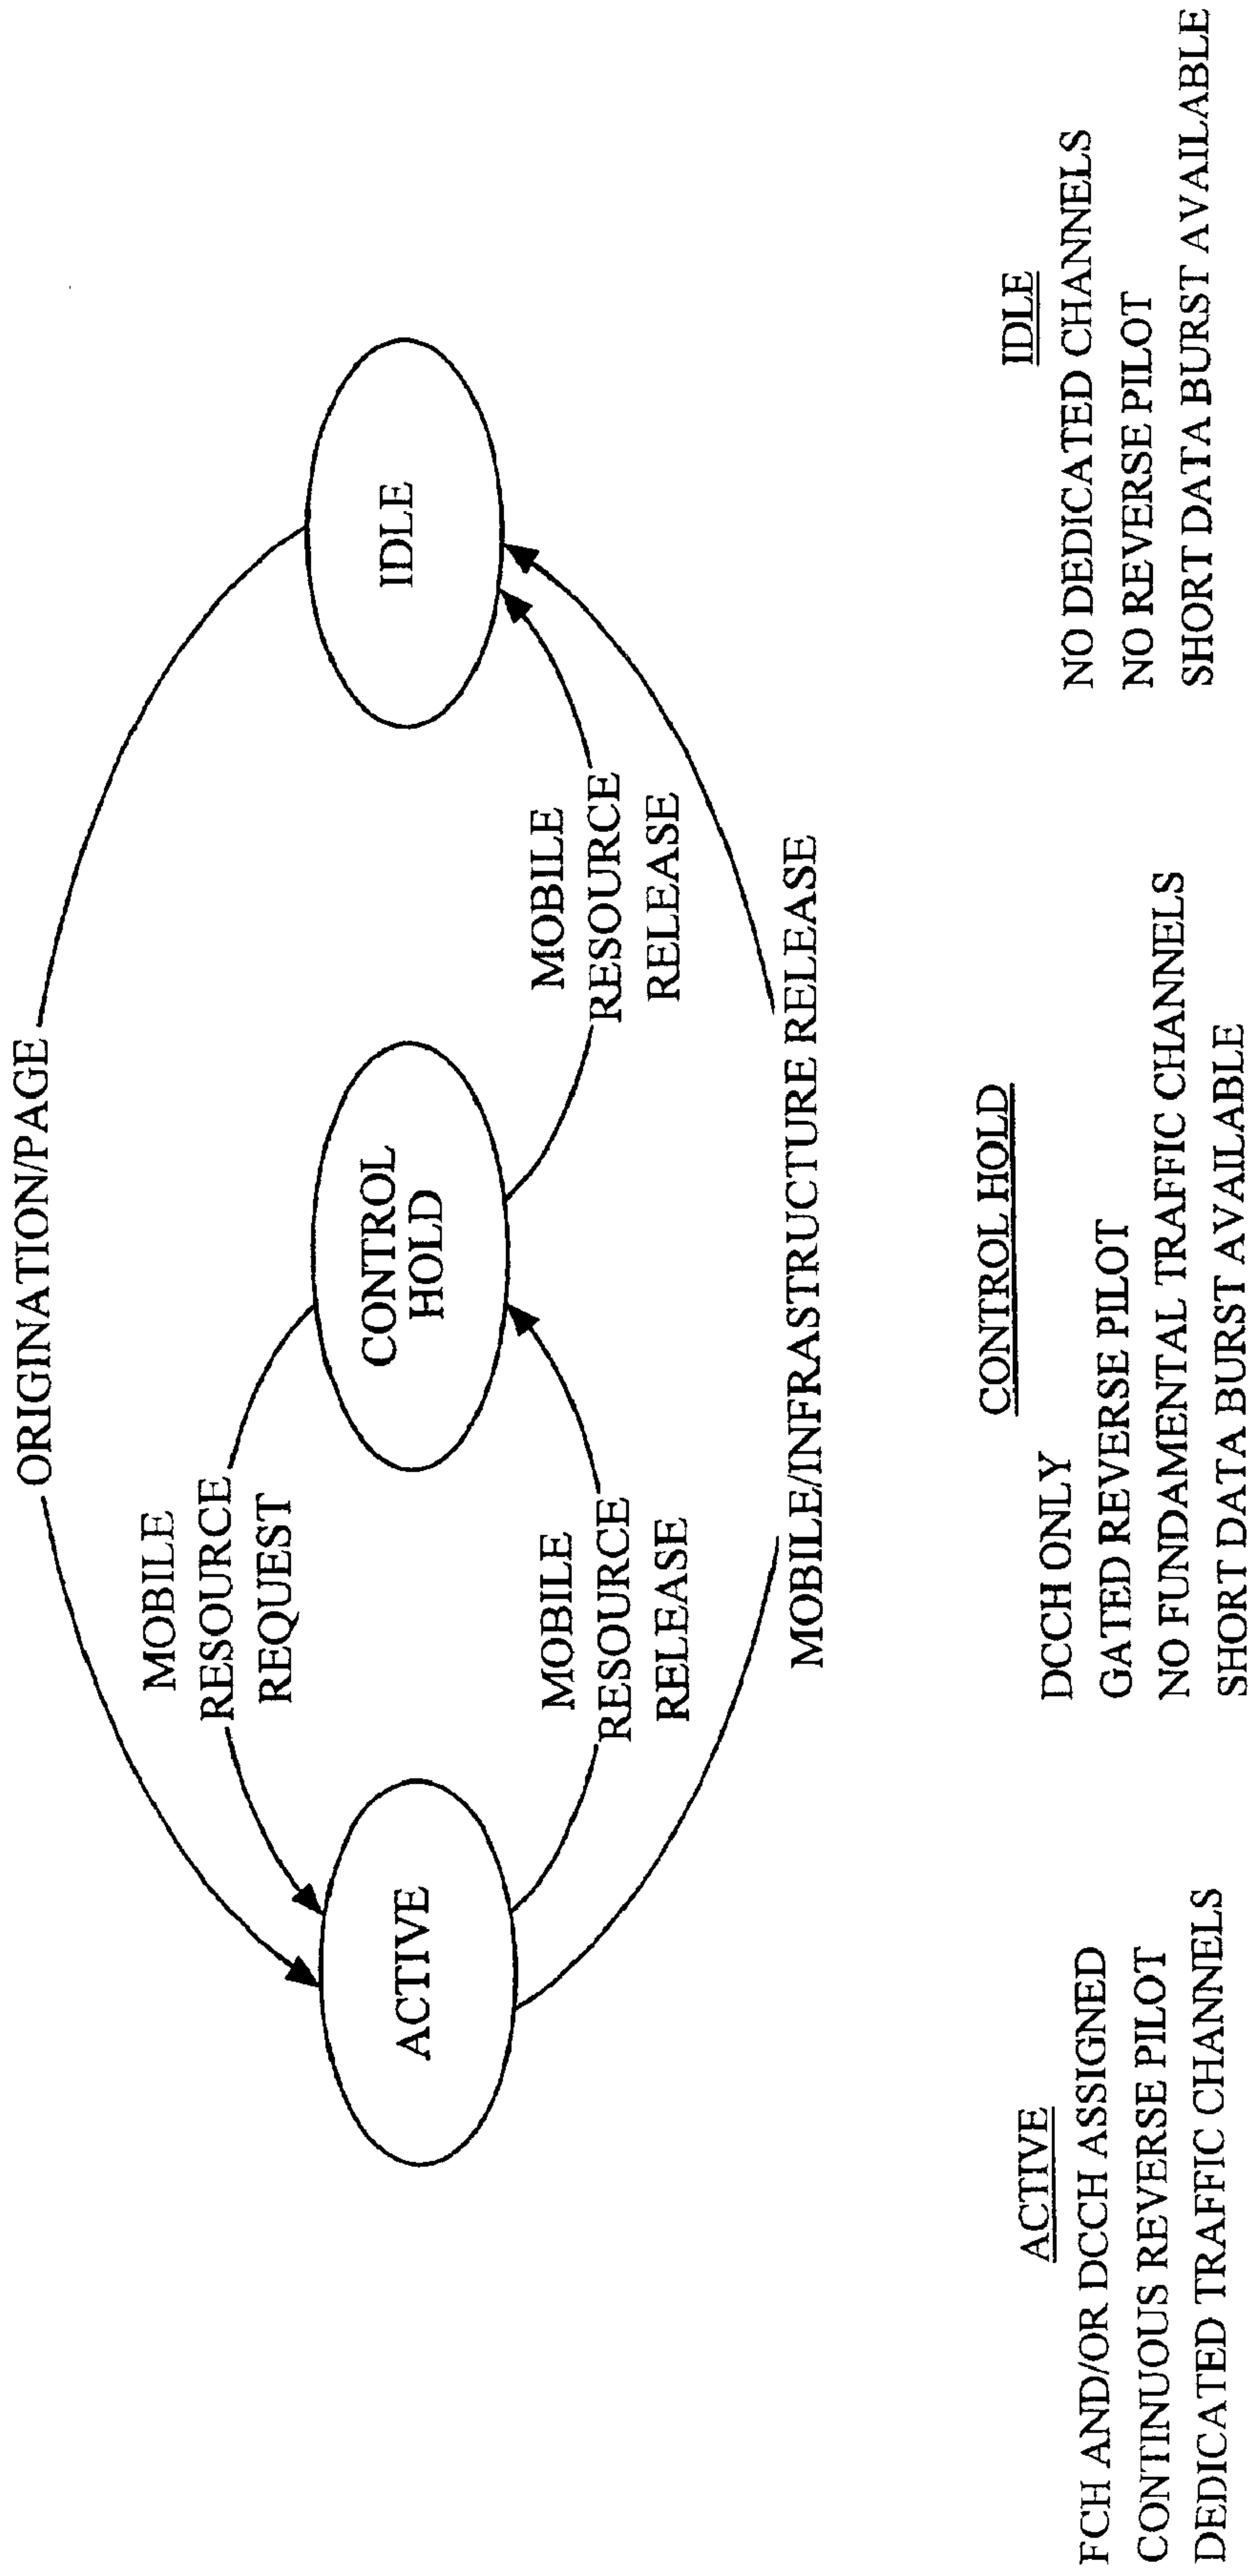 ORIGINATION/PAGE
MOBILE
RESOURCE
REQUEST
ACTIVE
CONTROL
HOLD
IDLE
MOBILE
RESOURCE
RELEASE
MOBILE
RESOURCE
RELEASE
MOBILE/INFRASTRUCTURE RELEASE
ACTIVE
FCH AND/OR DCCH ASSIGNED
CONTINUOUS REVERSE PILOT
DEDICATED TRAFFIC CHANNELS
CONTROL HOLD
DCCH ONLY
GATED REVERSE PILOT
NO FUNDAMENTAL TRAFFIC CHANNELS
SHORT DATA BURST AVAILABLE
IDLE
NO DEDICATED CHANNELS
NO REVERSE PILOT
SHORT DATA BURST AVAILABLE